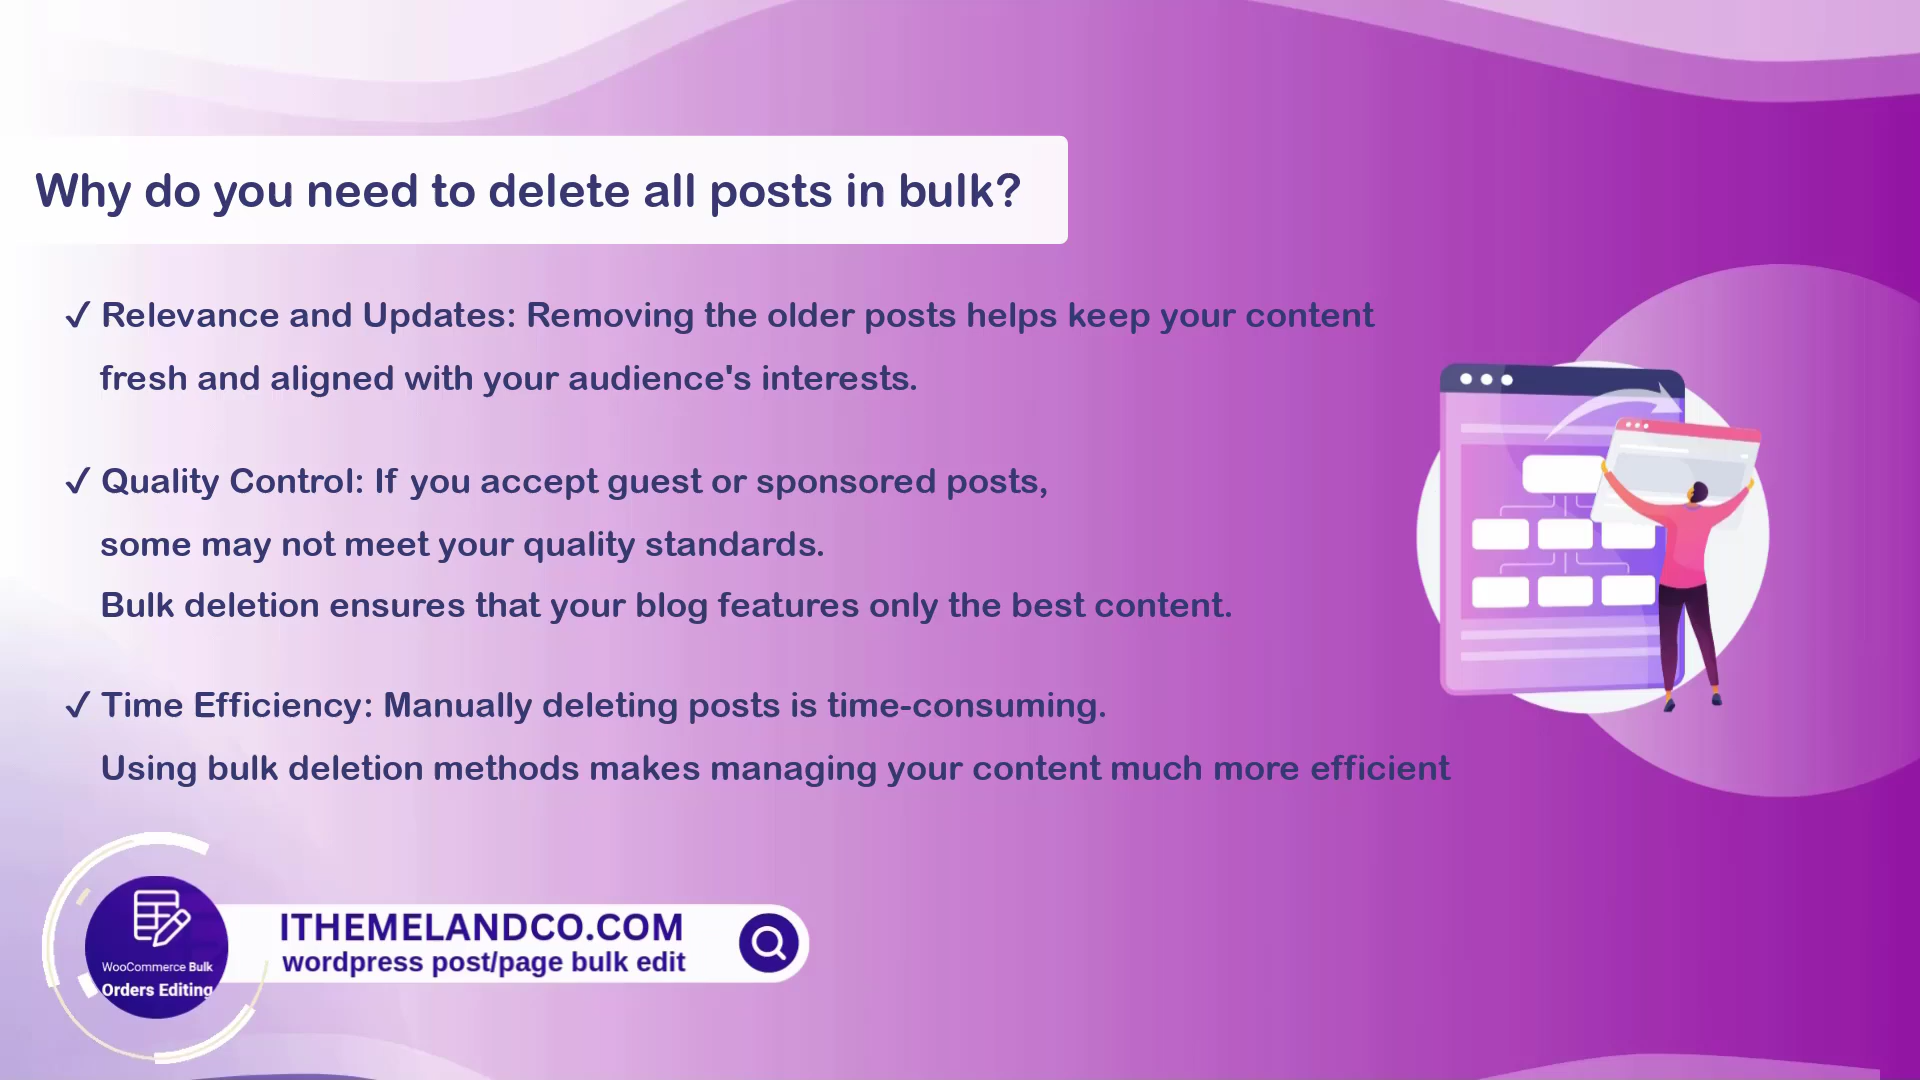 Why do you need to delete all posts in bulk?
✓ Relevance and Updates: Removing the older posts helps keep your content
fresh and aligned with your audience's interests.
✓ Quality Control: If you accept guest or sponsored posts,
some may not meet your quality standards.
Bulk deletion ensures that your blog features only the best content.
✓ Time Efficiency: Manually deleting posts is time-consuming.
Using bulk deletion methods makes managing your content much more efficient
WooCommerce Bulk
Orders Editing
ITHEMELANDCO.COM
wordpress post/page bulk edit